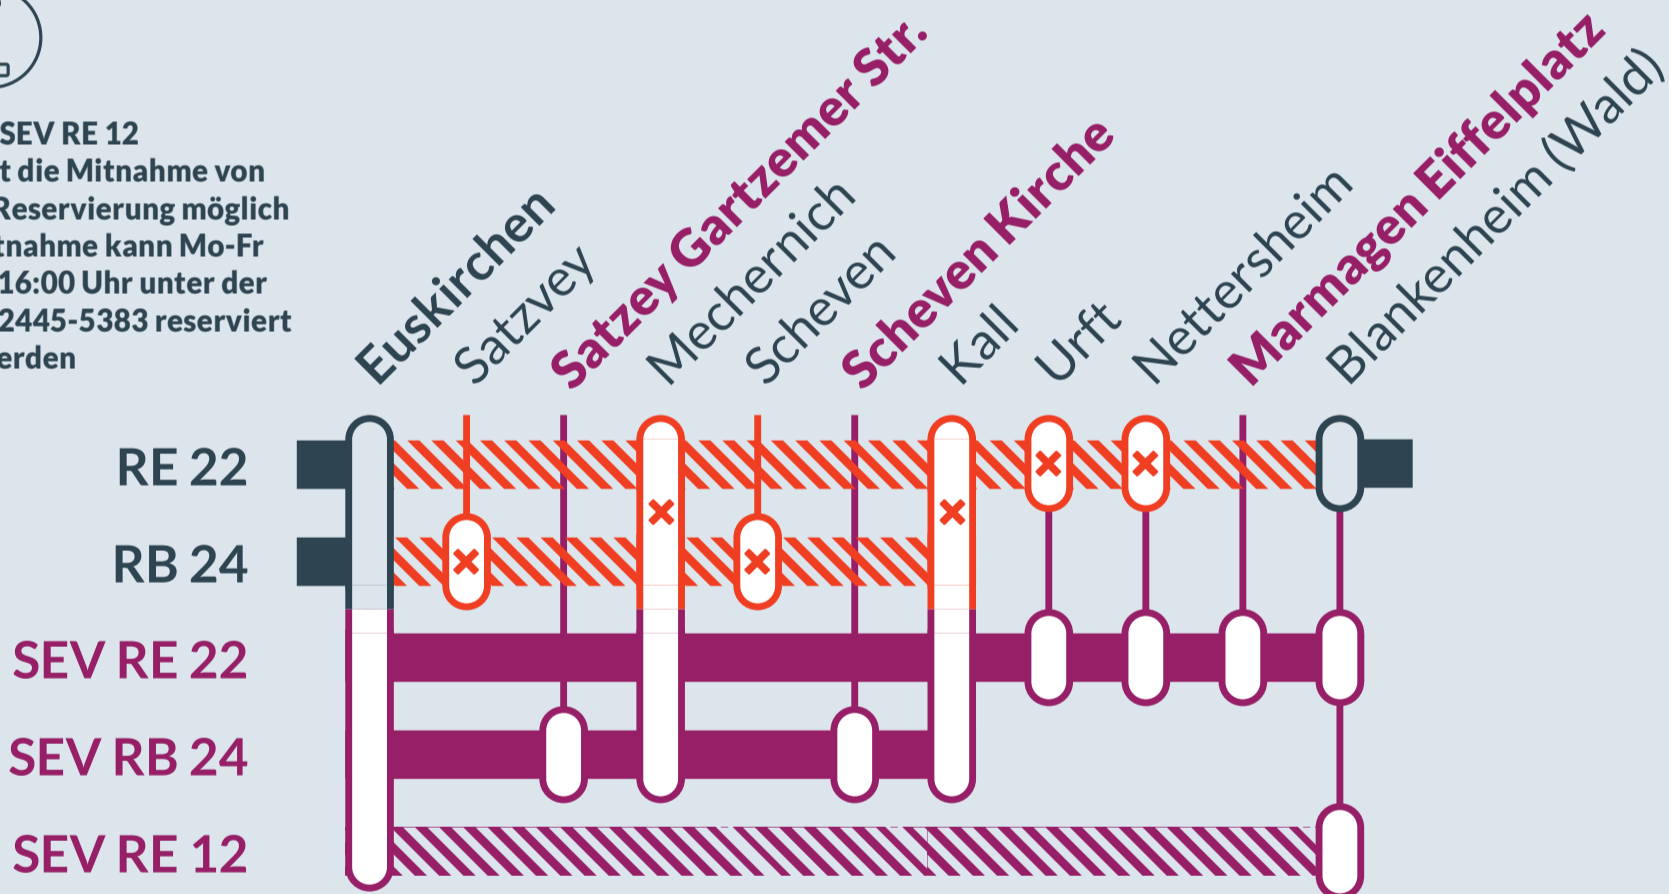 SEV RE 12
t die Mitnahme von
Reservierung möglich
tnahme kann Mo-Fr
16:00 Uhr unter der
2445-5383 reserviert
erden
Euskirchen
Satzvey
Satzey Gartzemer Str.
Mechernich
Scheven
Scheven Kirche
Kall
Urft
Nettersheim
Marmagen Eiffelplatz
Blankenheim (Wald)
RE 22
RB 24
SEV RE 22
SEV RB 24
SEV RE 12